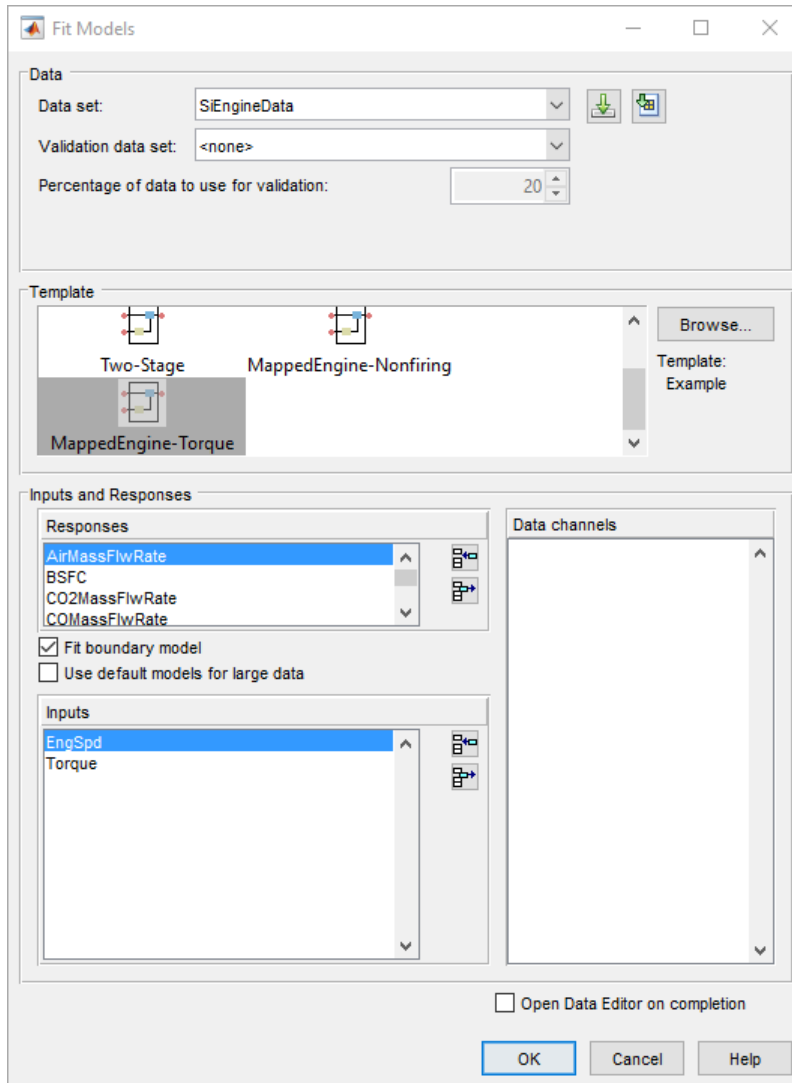 Fit Models
Data
Data set:
SiEngineData
Validation data set:
<none>
Percentage of data to use for validation:
20
Template
Two-Stage
MappedEngine-Nonfiring
MappedEngine-Torque
Browse...
Template:
Example
Inputs and Responses
Responses
AirMassFlwRate
BSFC
CO2MassFlwRate
COMassFlwRate
Fit boundary model
Use default models for large data
Inputs
EngSpd
Torque
Data channels
Open Data Editor on completion
OK
Cancel
Help